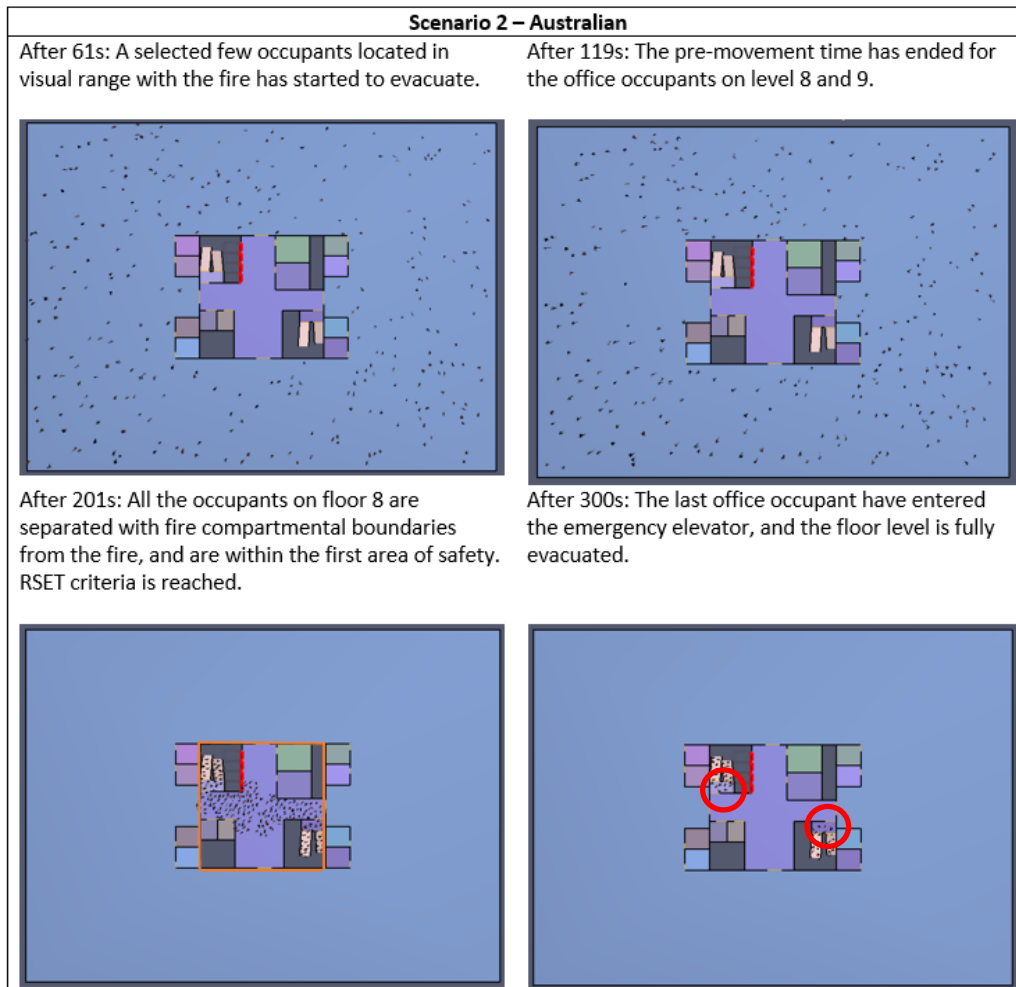 Scenario 2 – Australian
After 61s: A selected few occupants located in
visual range with the fire has started to evacuate.
After 119s: The pre-movement time has ended for
the office occupants on level 8 and 9.
After 201s: All the occupants on floor 8 are
separated with fire compartmental boundaries
from the fire, and are within the first area of safety.
RSET criteria is reached.
After 300s: The last office occupant have entered
the emergency elevator, and the floor level is fully
evacuated.